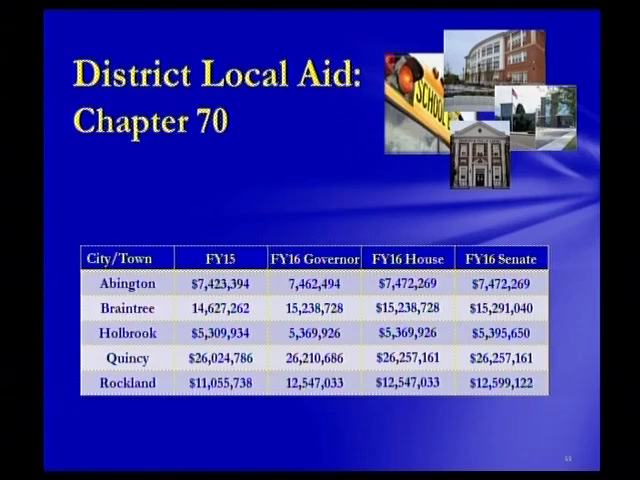 District Local Aid:
Chapter 70
SCHOOL
City/Town FY15 FY16 Governor FY16 House FY16 Senate
Abington $7,423,394 7,462,494 $7,472,269 $7,472,269
Braintree 14,627,262 15,238,728 $15,238,728 $15,291,040
Holbrook $5,309,934 5,369,926 $5,369,926 $5,395,650
Quincy $26,024,786 26,210,686 $26,257,161 $26,257,161
Rockland $11,055,738 12,547,033 $12,547,033 $12,599,122